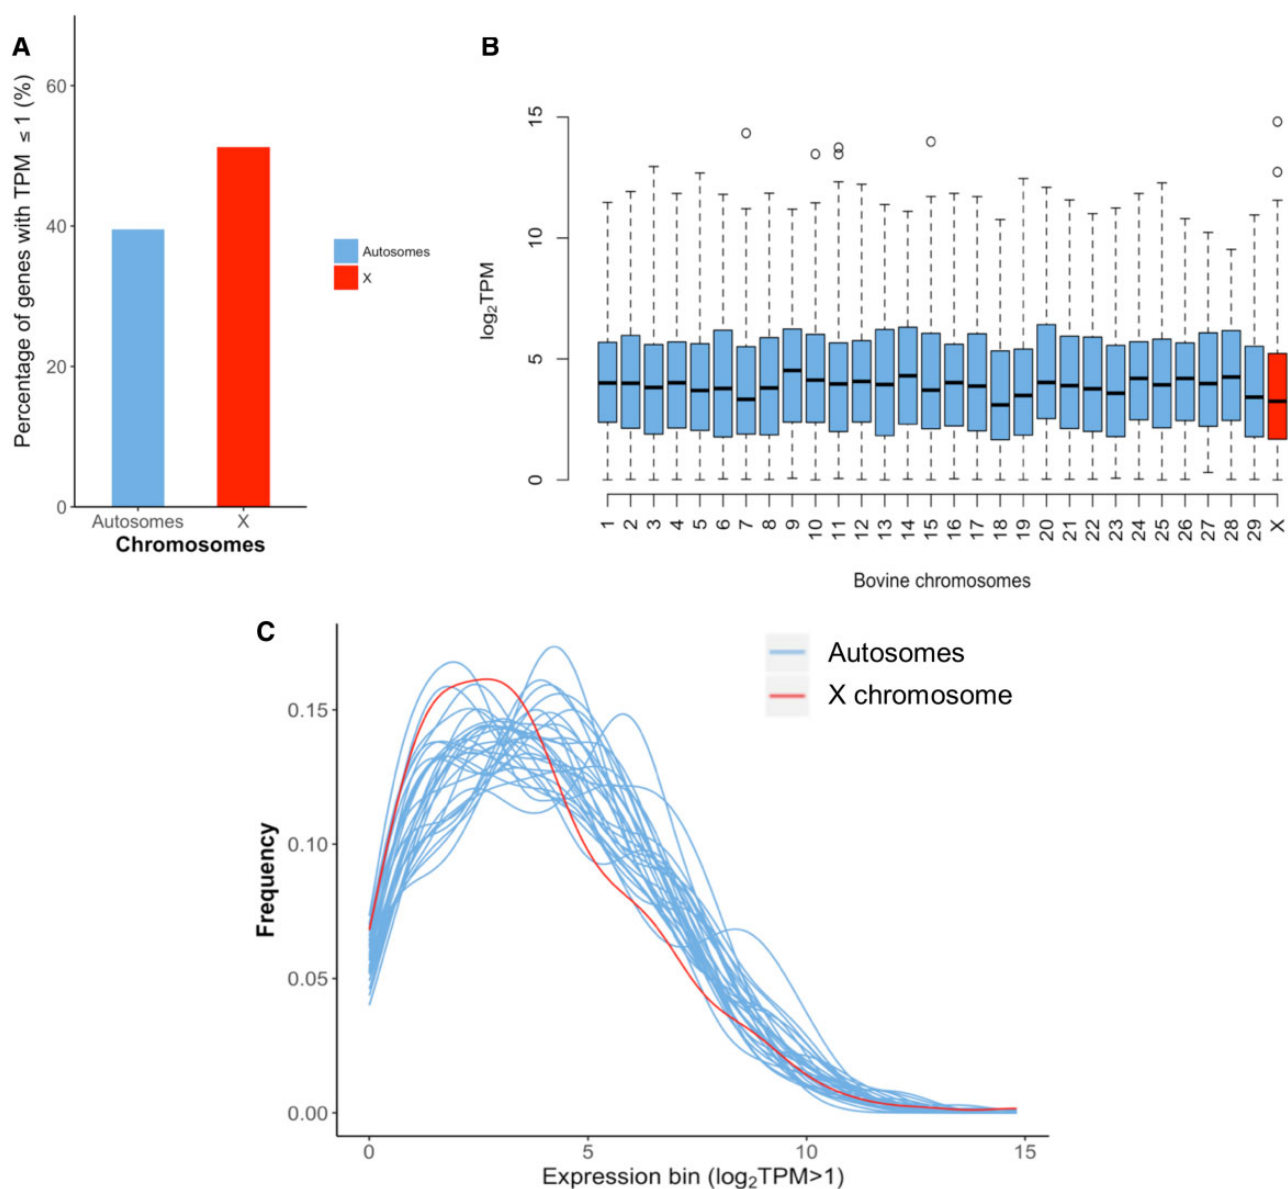 A
Percentage of genes with TPM ≤ 1 (%)
60
40
20
0
Autosomes X
Chromosomes
Autosomes
X
B
log₂TPM
15
10
5
0
1 2 3 4 5 6 7 8 9 10 11 12 13 14 15 16 17 18 19 20 21 22 23 24 25 26 27 28 29 X
Bovine chromosomes
C
Frequency
0.15
0.10
0.05
0.00
0 5 10 15
Expression bin (log₂TPM>1)
Autosomes
X chromosome